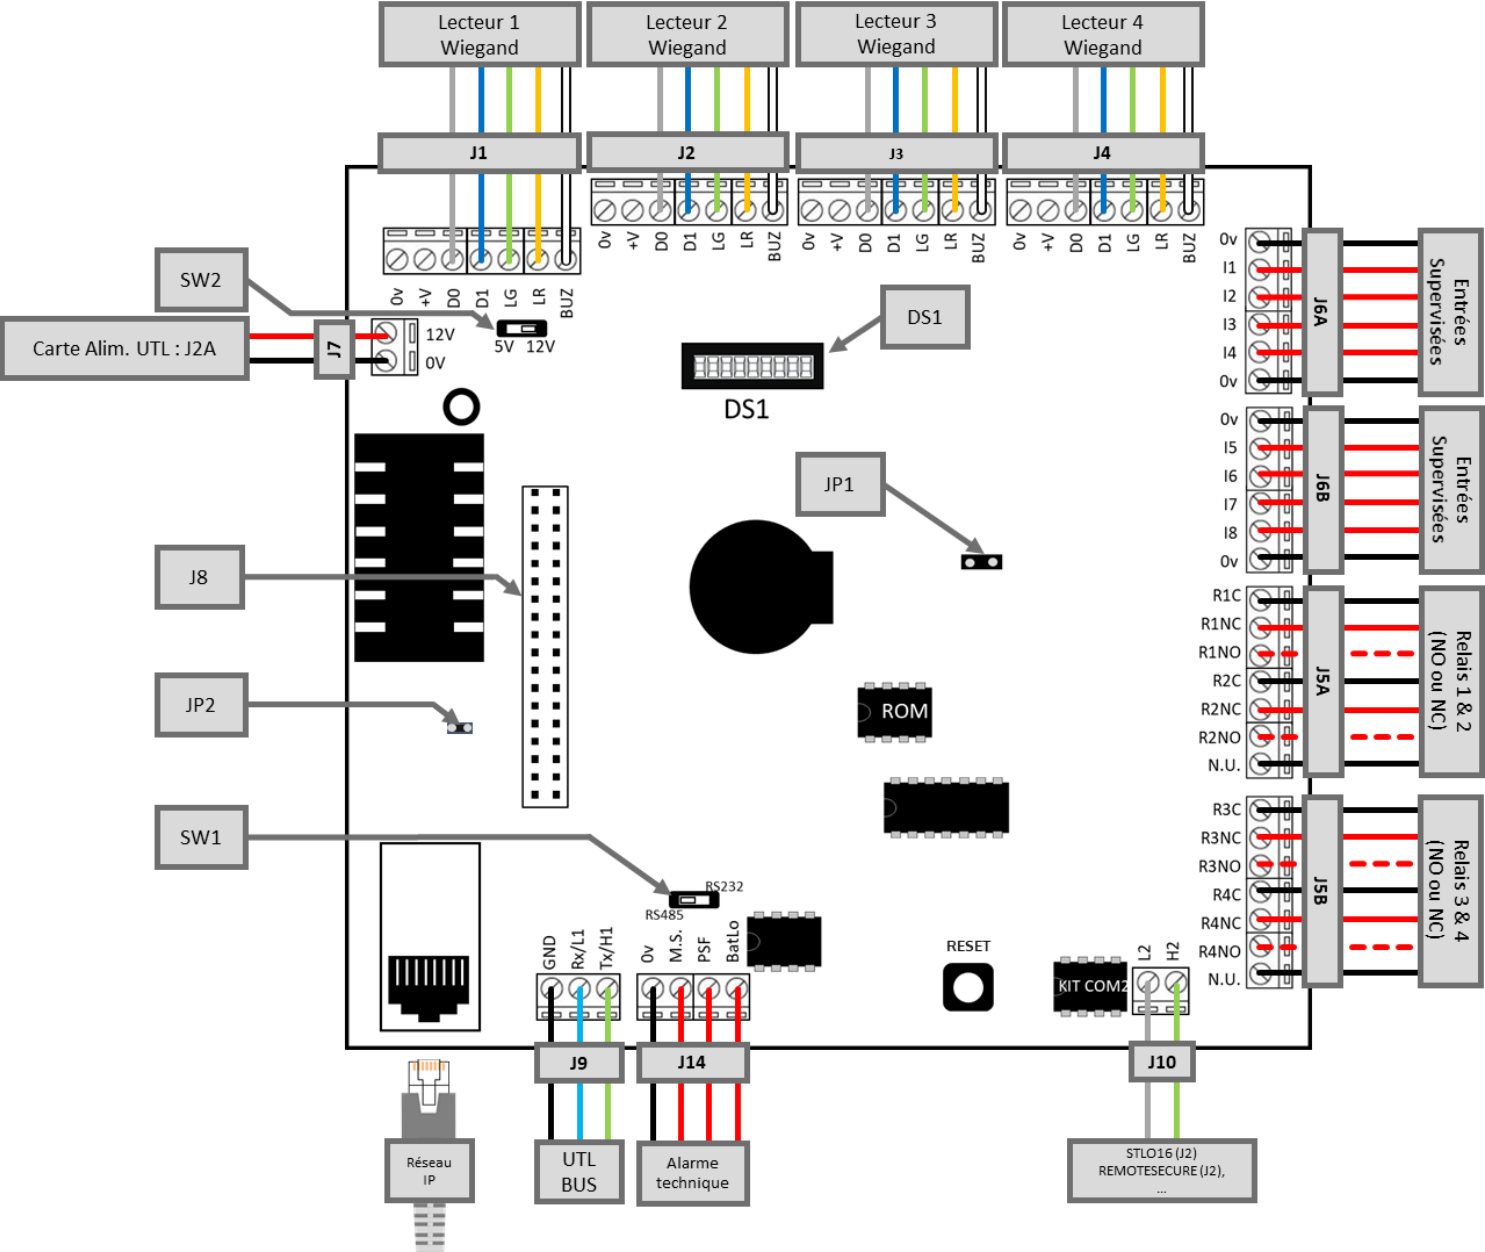 Lecteur 1
Wiegand
Lecteur 2
Wiegand
Lecteur 3
Wiegand
Lecteur 4
Wiegand
J1
J2
J3
J4
0v +V D0 D1 LG LR BUZ
0v +V D0 D1 LG LR BUZ
0v +V D0 D1 LG LR BUZ
0v +V D0 D1 LG LR BUZ
SW2
5V 12V
Carte Alim. UTL : J2A
J7
12V
0V
DS1
DS1
JP1
J8
JP2
SW1
ROM
RS232
RS485
0v
I1
I2
I3
I4
0v
J6A
Entrées
Supervisées
0v
I5
I6
I7
I8
0v
J6B
Entrées
Supervisées
R1C
R1NC
R1NO
R2C
R2NC
R2NO
N.U.
J5A
Relais 1 & 2
(NO ou NC)
R3C
R3NC
R3NO
R4C
R4NC
R4NO
N.U.
J5B
Relais 3 & 4
(NO ou NC)
GND Rx/L1 Tx/H1
0v M.S. PSF BatLo
RESET
KIT COM2
L2 H2
J9
J14
J10
Réseau
IP
UTL
BUS
Alarme
technique
STLO16 (J2)
REMOTESECURE (J2),
...